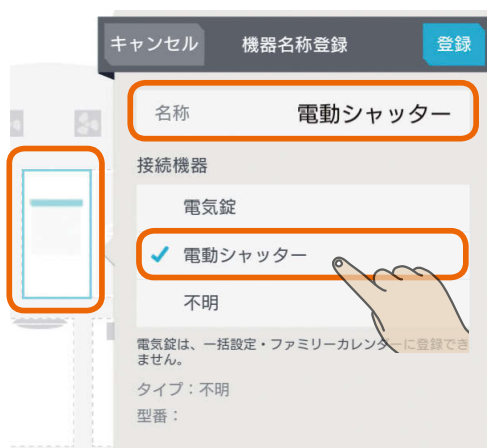 キャンセル 機器名称登録 登録
名称 電動シャッター
接続機器
電気錠
電動シャッター
不明
電気錠は、一括設定・ファミリーカレンダーに登録でき
ません。
タイプ：不明
型番：